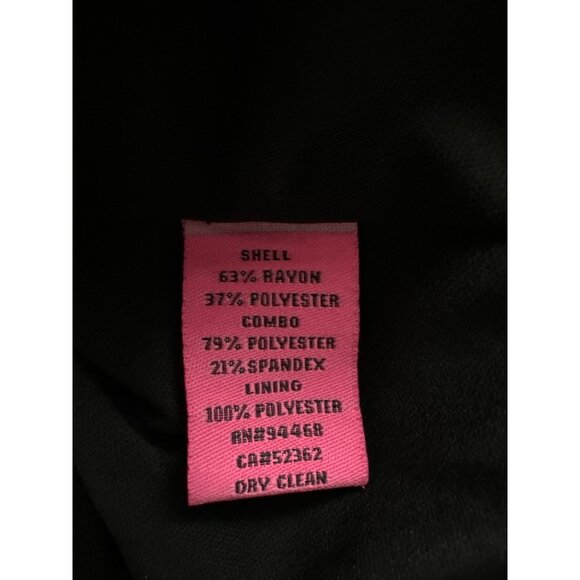 SHELL
63% RAYON
37% POLYESTER
COMBO
79% POLYESTER
21% SPANDEX
LINING
100% POLYESTER
RN#94468
CA#52362
DRY CLEAN